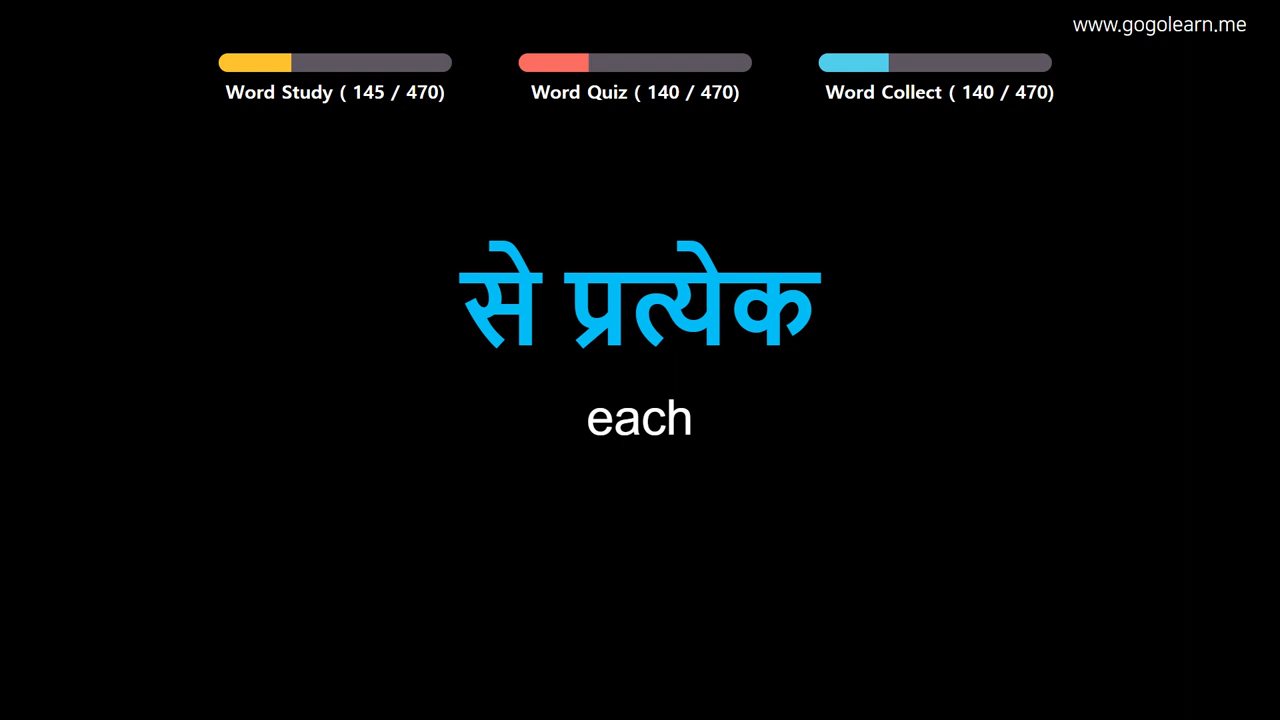 www.gogolearn.me
Word Study ( 145 / 470)
Word Quiz ( 140 / 470)
Word Collect ( 140 / 470)
से प्रत्येक
each